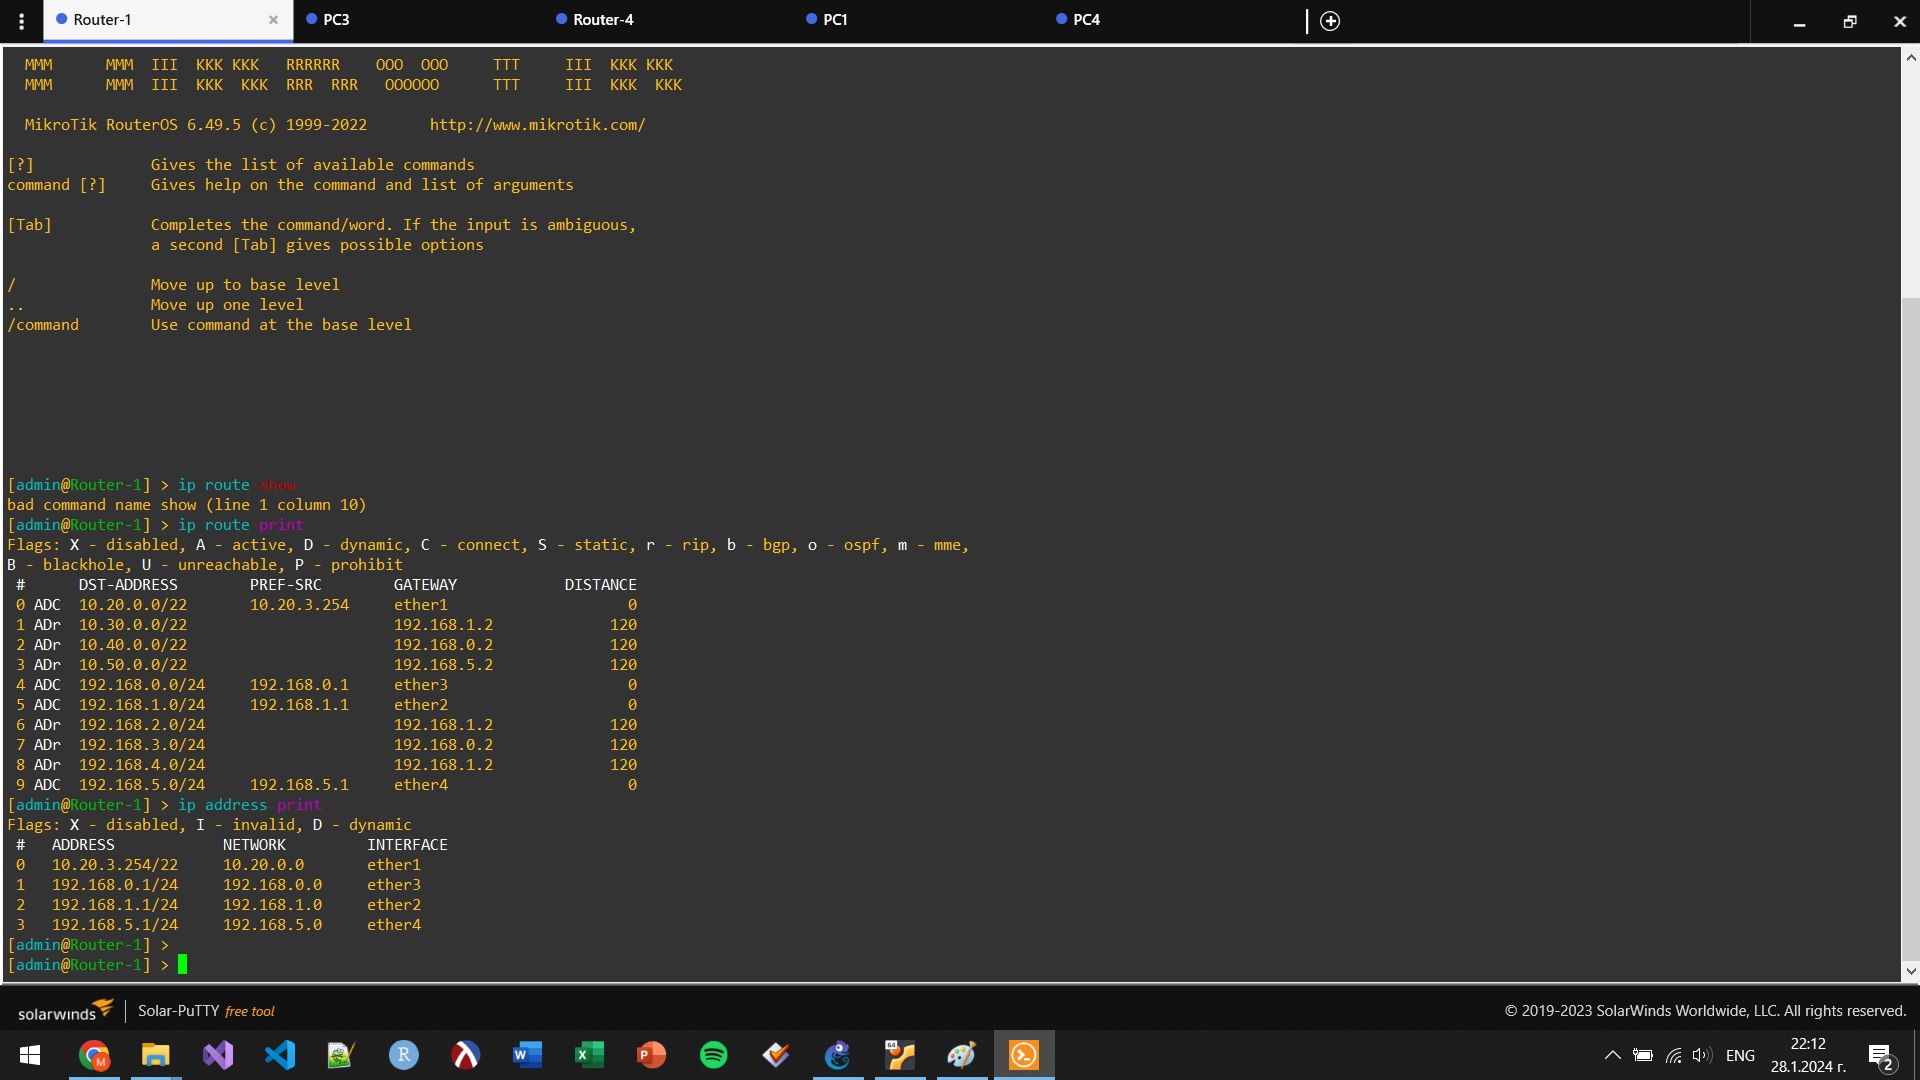 Router-1
PC3
Router-4
PC1
PC4
MMM      MMM  III  KKK KKK   RRRRRR    OOO  OOO     TTT     III  KKK KKK
MMM      MMM  III  KKK  KKK  RRR  RRR   OOOOOO      TTT     III  KKK  KKK
MikroTik RouterOS 6.49.5 (c) 1999-2022       http://www.mikrotik.com/
[?]             Gives the list of available commands
command [?]     Gives help on the command and list of arguments
[Tab]           Completes the command/word. If the input is ambiguous,
a second [Tab] gives possible options
/               Move up to base level
..              Move up one level
/command        Use command at the base level
[admin@Router-1] > ip route show
bad command name show (line 1 column 10)
[admin@Router-1] > ip route print
Flags: X - disabled, A - active, D - dynamic, C - connect, S - static, r - rip, b - bgp, o - ospf, m - mme,
B - blackhole, U - unreachable, P - prohibit
#      DST-ADDRESS        PREF-SRC        GATEWAY            DISTANCE
0 ADC  10.20.0.0/22       10.20.3.254     ether1                    0
1 ADr  10.30.0.0/22                       192.168.1.2             120
2 ADr  10.40.0.0/22                       192.168.0.2             120
3 ADr  10.50.0.0/22                       192.168.5.2             120
4 ADC  192.168.0.0/24     192.168.0.1     ether3                    0
5 ADC  192.168.1.0/24     192.168.1.1     ether2                    0
6 ADr  192.168.2.0/24                     192.168.1.2             120
7 ADr  192.168.3.0/24                     192.168.0.2             120
8 ADr  192.168.4.0/24                     192.168.1.2             120
9 ADC  192.168.5.0/24     192.168.5.1     ether4                    0
[admin@Router-1] > ip address print
Flags: X - disabled, I - invalid, D - dynamic
#   ADDRESS            NETWORK         INTERFACE
0   10.20.3.254/22     10.20.0.0       ether1
1   192.168.0.1/24     192.168.0.0     ether3
2   192.168.1.1/24     192.168.1.0     ether2
3   192.168.5.1/24     192.168.5.0     ether4
[admin@Router-1] >
[admin@Router-1] >
solarwinds
Solar-PuTTY free tool
© 2019-2023 SolarWinds Worldwide, LLC. All rights reserved.
M
R
W
X
P
64
ENG
22:12
28.1.2024 г.
2